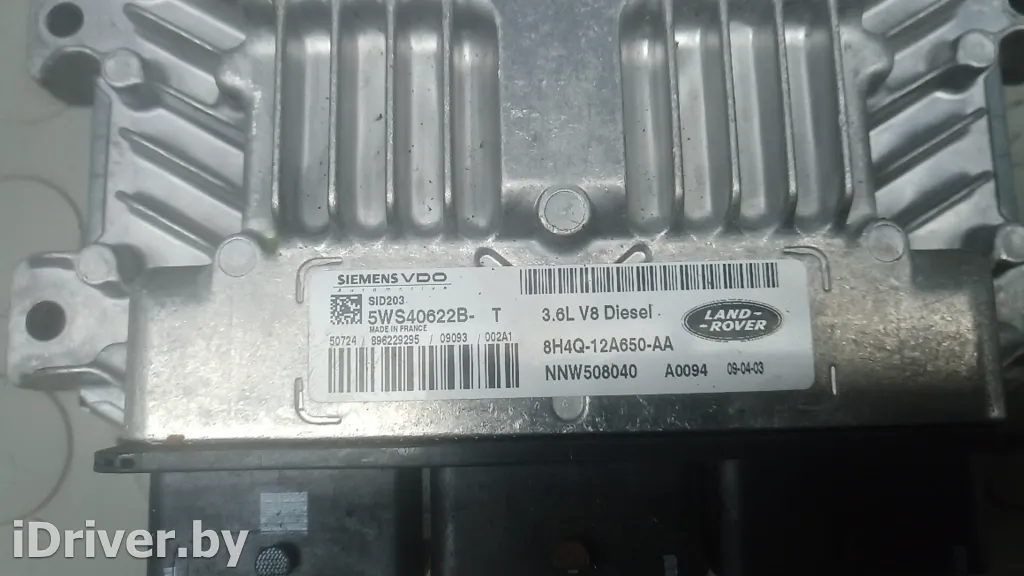 SIEMENS VDO
Automotive
SID203
5WS40622B- T
MADE IN FRANCE
50724 / 896229295 / 09093 / 002A1
3.6L V8 Diesel
LAND-
-ROVER
8H4Q-12A650-AA
NNW508040 A0094 09-04-03
iDriver.by